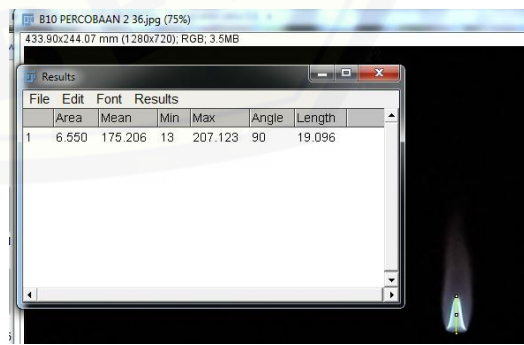 B10 PERCOBAAN 2 36.jpg (75%)
433.90x244.07 mm (1280x720); RGB; 3.5MB
Results
File Edit Font Results
Area Mean Min Max Angle Length
1 6.550 175.206 13 207.123 90 19.096